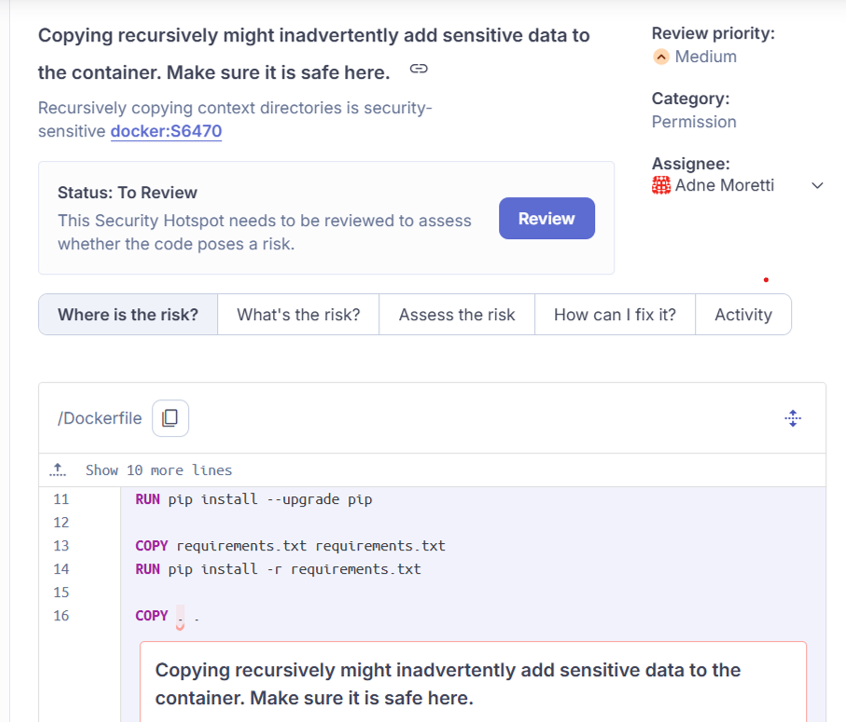 Copying recursively might inadvertently add sensitive data to
the container. Make sure it is safe here.
Recursively copying context directories is security-
sensitive docker:S6470
Review priority:
Medium
Category:
Permission
Assignee:
Adne Moretti
Status: To Review
This Security Hotspot needs to be reviewed to assess
whether the code poses a risk.
Review
Where is the risk?
What's the risk?
Assess the risk
How can I fix it?
Activity
/Dockerfile
Show 10 more lines
11 RUN pip install --upgrade pip
12
13 COPY requirements.txt requirements.txt
14 RUN pip install -r requirements.txt
15
16 COPY . .
Copying recursively might inadvertently add sensitive data to the
container. Make sure it is safe here.